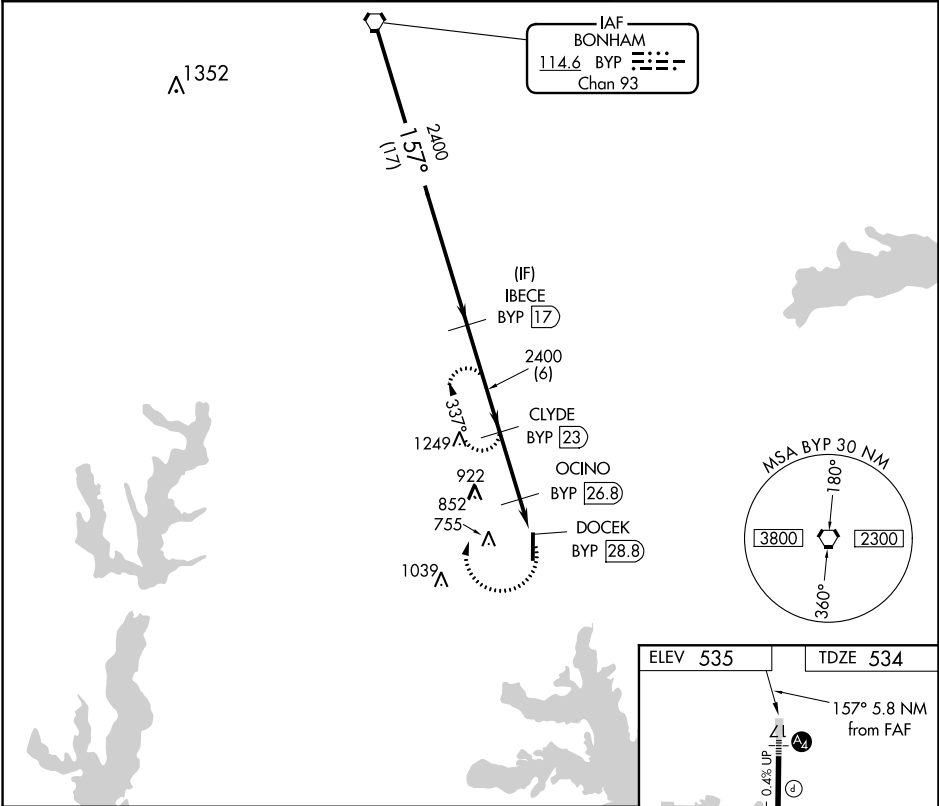 IAF
BONHAM
114.6 BYP
Chan 93
1352
2400
157°
(17)
(IF)
IBECE
BYP 17
2400
(6)
337°
CLYDE
BYP 23
1249
OCINO
BYP 26.8
922
852
755
DOCEK
BYP 28.8
1039
MSA BYP 30 NM
180°
3800
2300
360°
ELEV 535
TDZE 534
157° 5.8 NM
from FAF
17
A4
0.4% UP
P